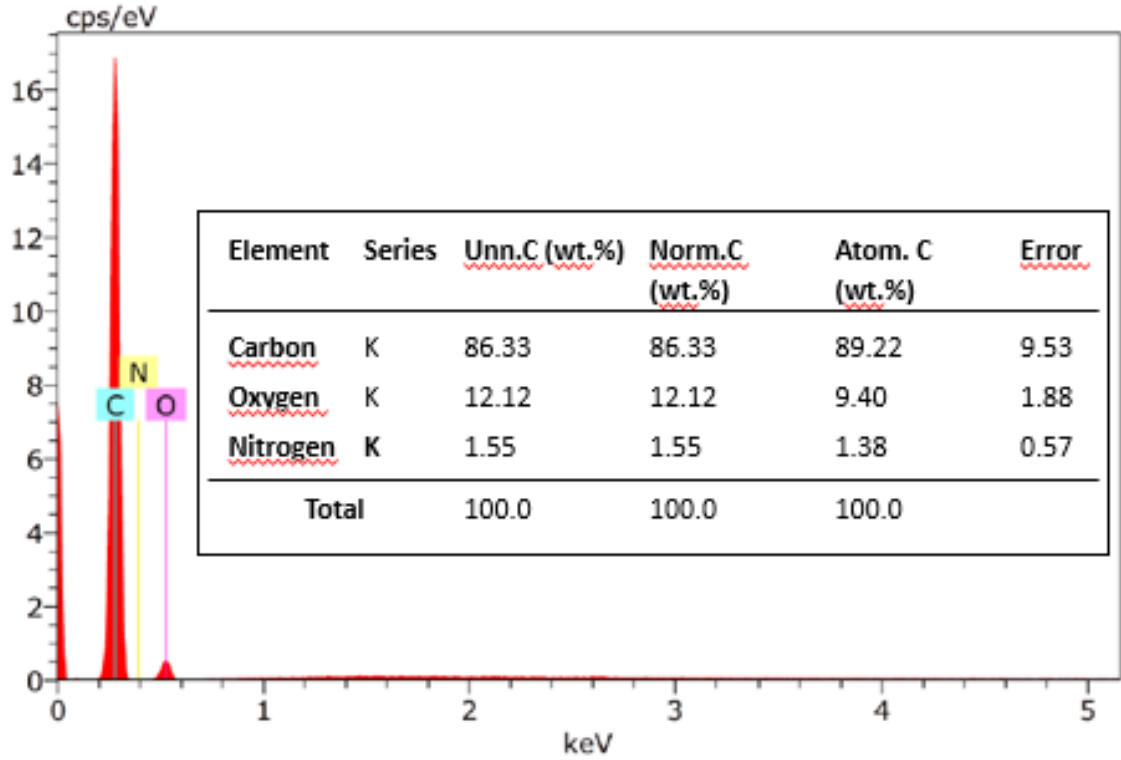 cps/eV
16
14
12
10
8
6
4
2
0
N
C O
Element Series Unn.C (wt.%) Norm.C (wt.%) Atom. C (wt.%) Error
Carbon K 86.33 86.33 89.22 9.53
Oxygen K 12.12 12.12 9.40 1.88
Nitrogen K 1.55 1.55 1.38 0.57
Total 100.0 100.0 100.0
0 1 2 3 4 5
keV